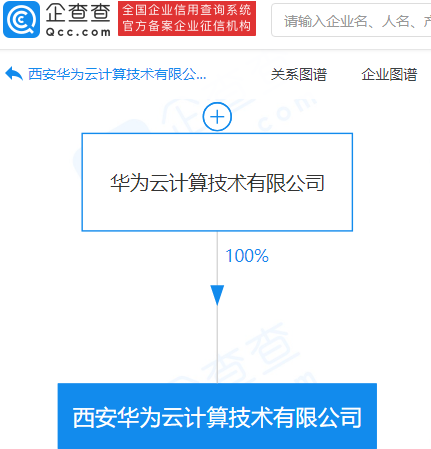 企查查
Qcc.com
全国企业信用查询系统
官方备案企业征信机构
请输入企业名、人名、产
西安华为云计算技术有限公...
关系图谱
企业图谱
华为云计算技术有限公司
100%
西安华为云计算技术有限公司
企查查